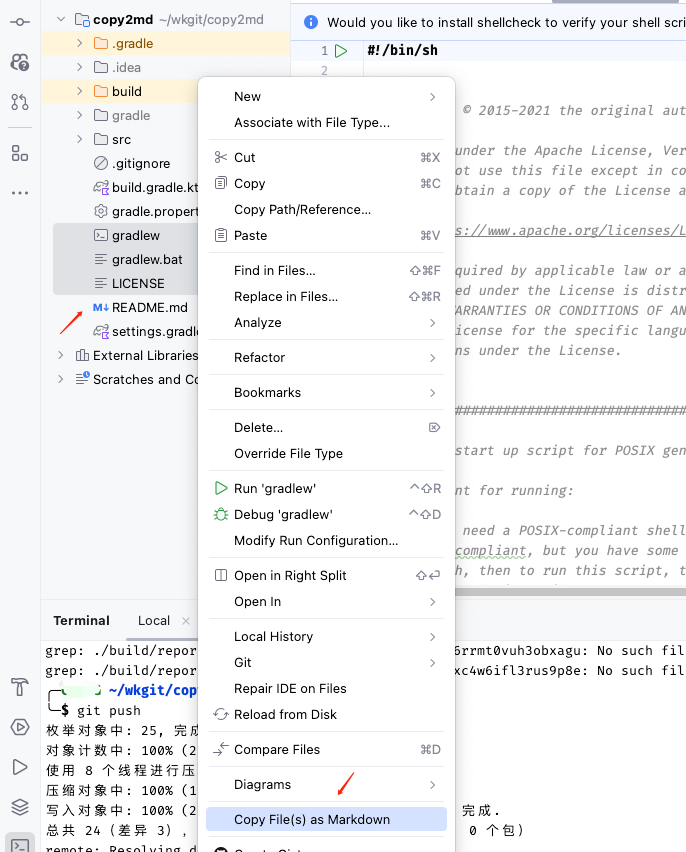 copy2md ~/wkgit/copy2md
.gradle
.idea
build
gradle
src
.gitignore
build.gradle.kt
gradle.propert
gradlew
gradlew.bat
LICENSE
M↓ README.md
settings.gradle
External Libraries
Scratches and Co
Would you like to install shellcheck to verify your shell scri
1 #!/bin/sh
2
© 2015-2021 the original aut
under the Apache License, Ver
ot use this file except in co
btain a copy of the License a
s://www.apache.org/licenses/L
quired by applicable law or a
ed under the License is distr
ARRANTIES OR CONDITIONS OF AN
icense for the specific langu
ns under the License.
##############################
start up script for POSIX gen
nt for running:
need a POSIX-compliant shell
compliant, but you have some
h, then to run this script, t
New
Associate with File Type...
Cut ⌘X
Copy ⌘C
Copy Path/Reference...
Paste ⌘V
Find in Files... ⇧⌘F
Replace in Files... ⇧⌘R
Analyze
Refactor
Bookmarks
Delete... ⌦
Override File Type
Run 'gradlew' ⌃⇧R
Debug 'gradlew' ⌃⇧D
Modify Run Configuration...
Open in Right Split ⇧⏎
Open In
Local History
Git
Repair IDE on Files
Reload from Disk
Compare Files ⌘D
Diagrams
Copy File(s) as Markdown
Terminal Local ×
grep: ./build/repor 6rrmt0vuh3obxagu: No such fil
grep: ./build/repor xc4w6ifl3rus9p8e: No such fil
~/wkgit/cop
$ git push
枚举对象中: 25, 完成
对象计数中: 100% (2
使用 8 个线程进行压
压缩对象中: 100% (1
写入对象中: 100% (2 完成.
总共 24（差异 3）， 0 个包）
remote: Resolving d